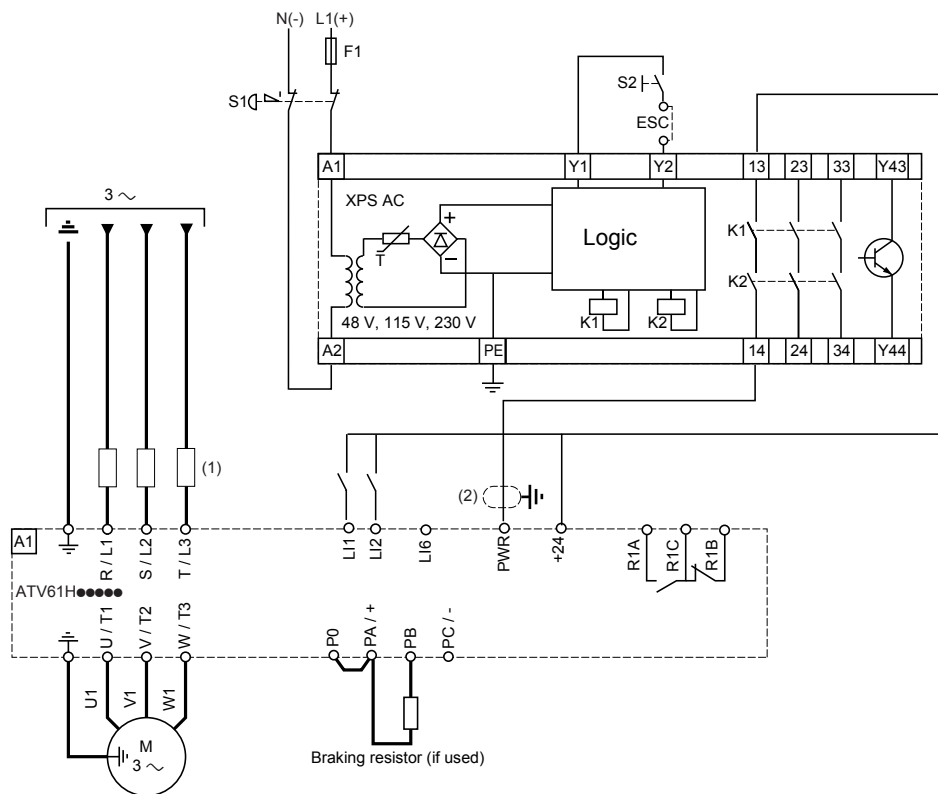 N(-) L1(+)
F1
S1
S2
ESC
A1 Y1 Y2 13 23 33 Y43
XPS AC
3 ~
+
T
−
Logic
K1
K2
48 V, 115 V, 230 V
K1 K2
A2 PE 14 24 34 Y44
(1)
(2)
A1
R / L1
S / L2
T / L3
LI1
LI2
LI6
PWR
+24
R1A
R1C
R1B
ATV61H●●●●●
U / T1
V / T2
W / T3
P0
PA / +
PB
PC / -
U1
V1
W1
M
3 ~
Braking resistor (if used)